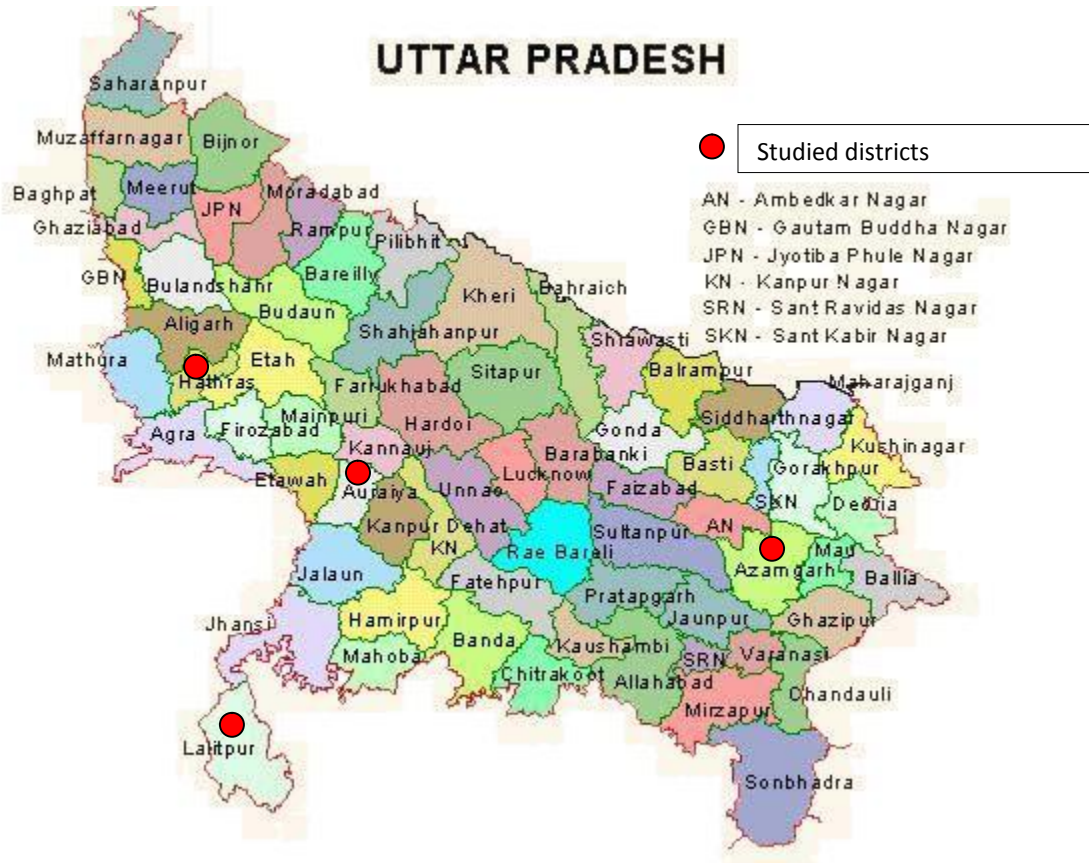 UTTAR PRADESH
Saharanpur
Studied districts
Muzaffarnagar
Bijnor
Baghpat
Meerut
Moradabad
JPN
Ghaziabad
Rampur
Pilibhit
AN - Ambedkar Nagar
GBN - Gautam Buddha Nagar
JPN - Jyotiba Phule Nagar
KN - Kanpur Nagar
SRN - Sant Ravidas Nagar
SKN - Sant Kabir Nagar
GBN
Bulandshahr
Bareilly
Kheri
Bahraich
Aligarh
Budaun
Shahjahanpur
Shrawasti
Mathura
Hathras
Etah
Farrukhabad
Sitapur
Balrampur
Maharajganj
Agra
Firozabad
Mainpuri
Hardoi
Siddharthnagar
Kannauj
Gonda
Barabanki
Kushinagar
Etawah
Auraiya
Unnao
Lucknow
Faizabad
Basti
Gorakhpur
SKN
Deoria
Kanpur Dehat
KN
Rae Bareli
Sultanpur
AN
Azamgarh
Mau
Ballia
Jalaun
Fatehpur
Pratapgarh
Jaunpur
Ghazipur
Jhansi
Hamirpur
Mahoba
Banda
Kaushambi
SRN
Varanasi
Chitrakoot
Allahabad
Mirzapur
Chandauli
Lalitpur
Sonbhadra